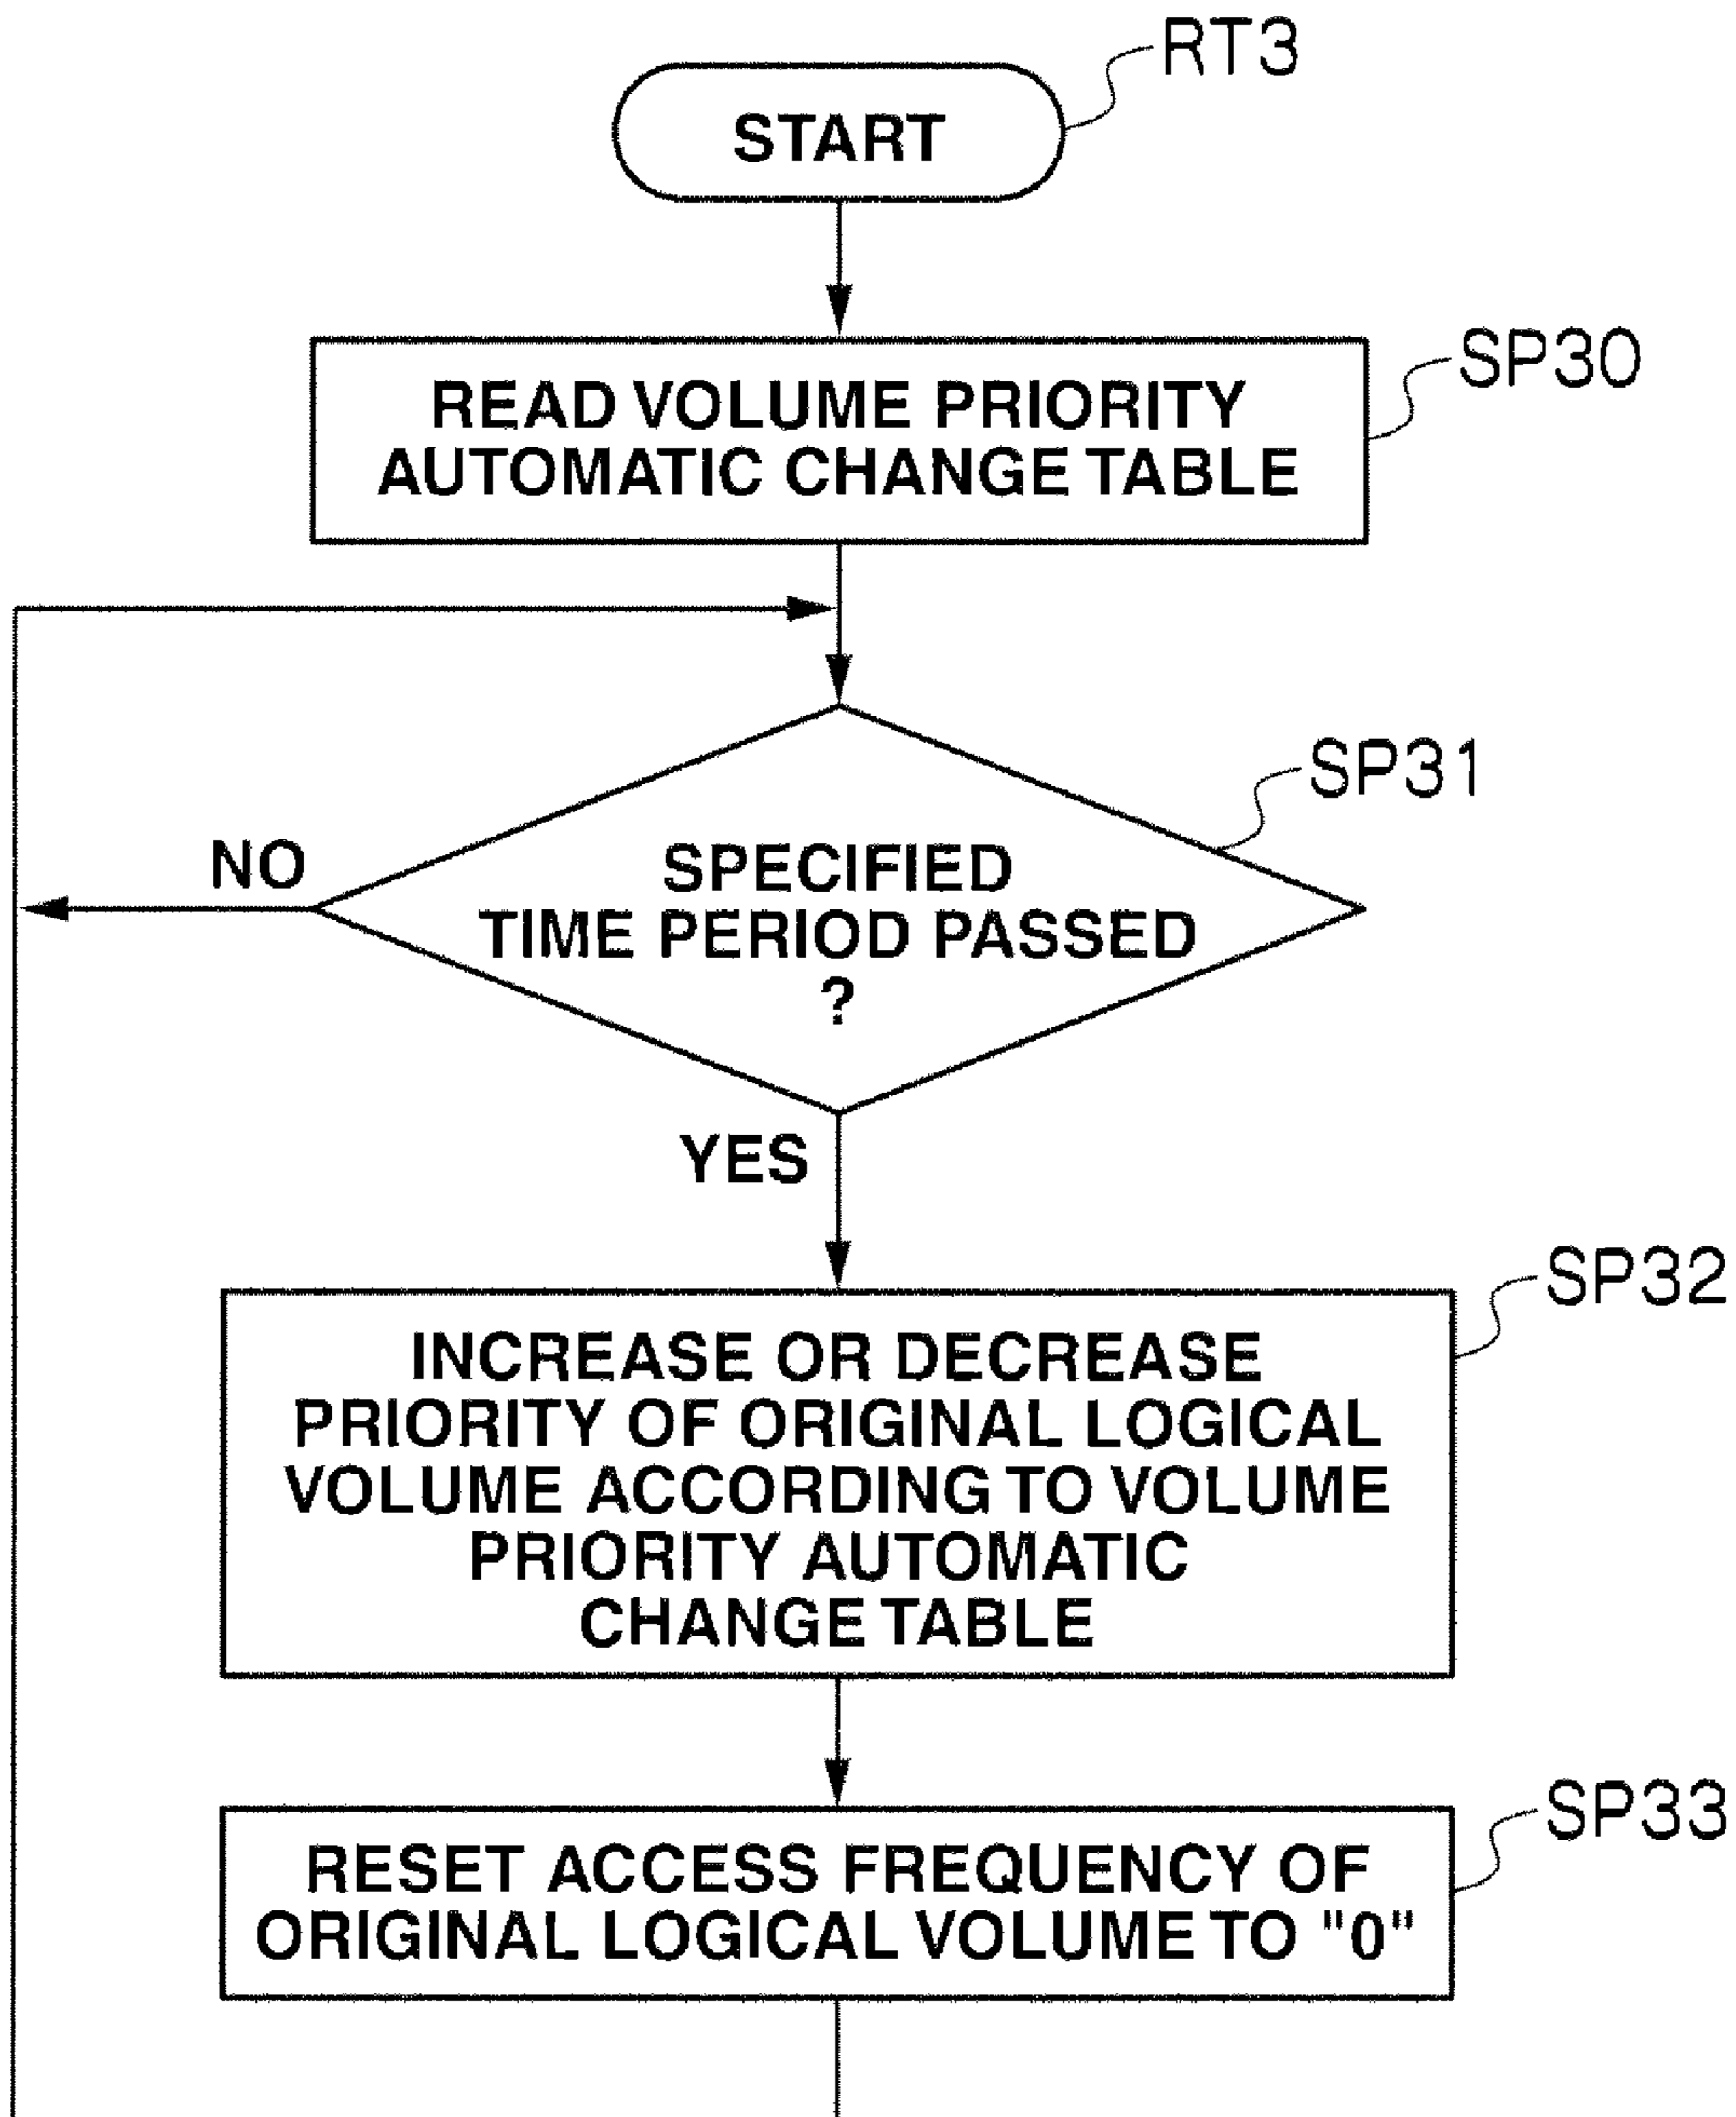 RT3
START
SP30
READ VOLUME PRIORITY
AUTOMATIC CHANGE TABLE
SP31
NO
SPECIFIED
TIME PERIOD PASSED
?
YES
SP32
INCREASE OR DECREASE
PRIORITY OF ORIGINAL LOGICAL
VOLUME ACCORDING TO VOLUME
PRIORITY AUTOMATIC
CHANGE TABLE
SP33
RESET ACCESS FREQUENCY OF
ORIGINAL LOGICAL VOLUME TO "0"